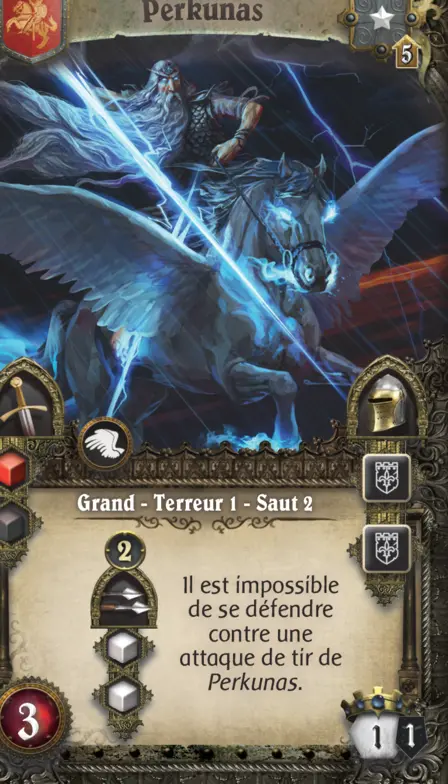 Perkunas
5
Grand - Terreur 1 - Saut 2
2
Il est impossible
de se défendre
contre une
attaque de tir de
Perkunas.
3
1 1